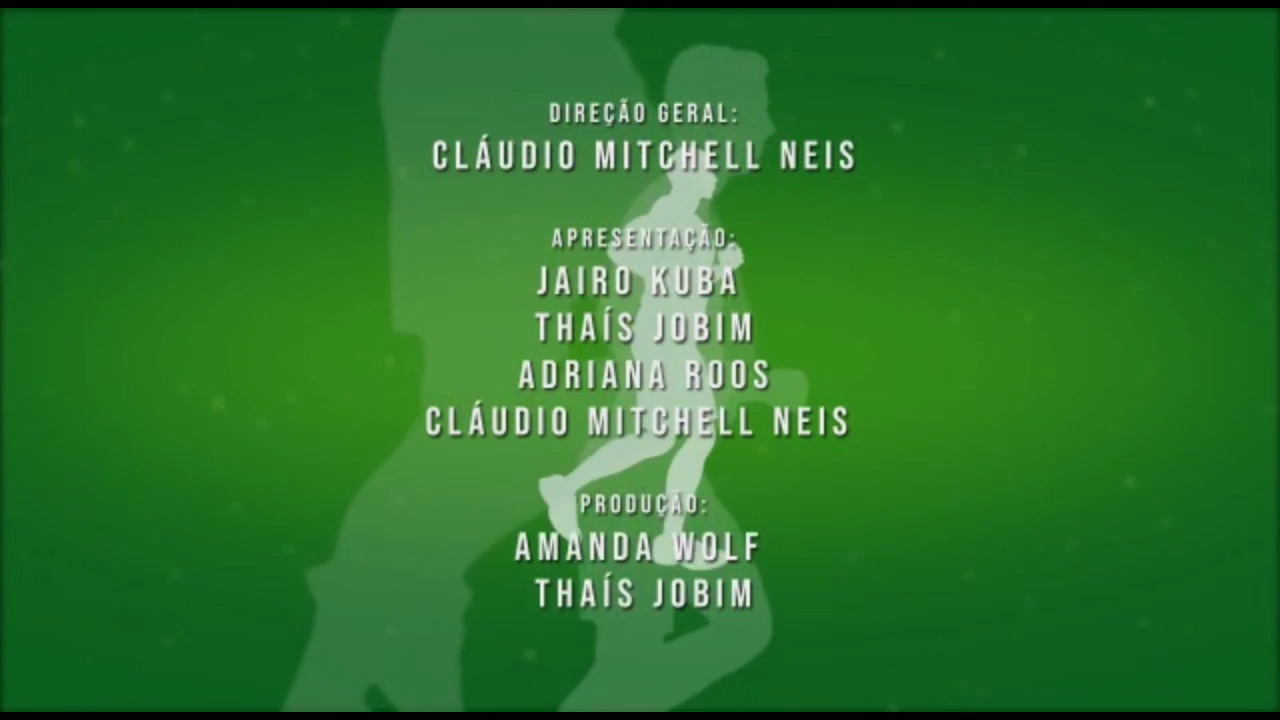 DIREÇÃO GERAL:
CLÁUDIO MITCHELL NEIS
APRESENTAÇÃO:
JAIRO KUBA
THAÍS JOBIM
ADRIANA ROOS
CLÁUDIO MITCHELL NEIS
PRODUÇÃO:
AMANDA WOLF
THAÍS JOBIM